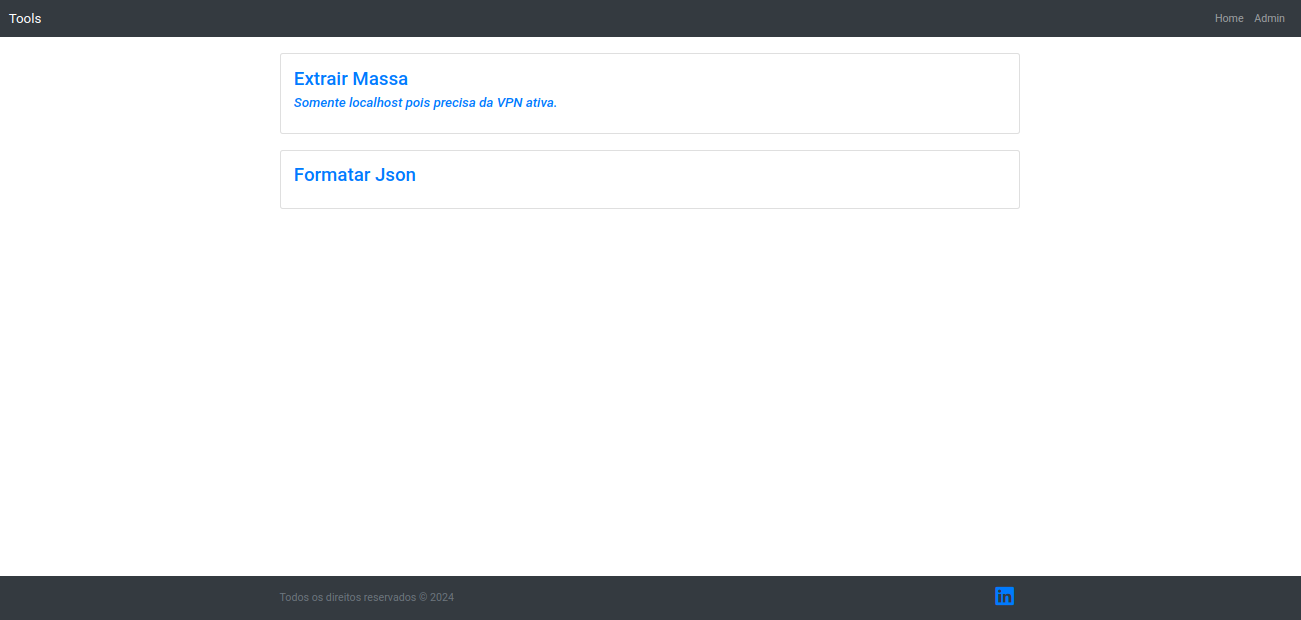 Tools
Home Admin
Extrair Massa
Somente localhost pois precisa da VPN ativa.
Formatar Json
Todos os direitos reservados © 2024
in